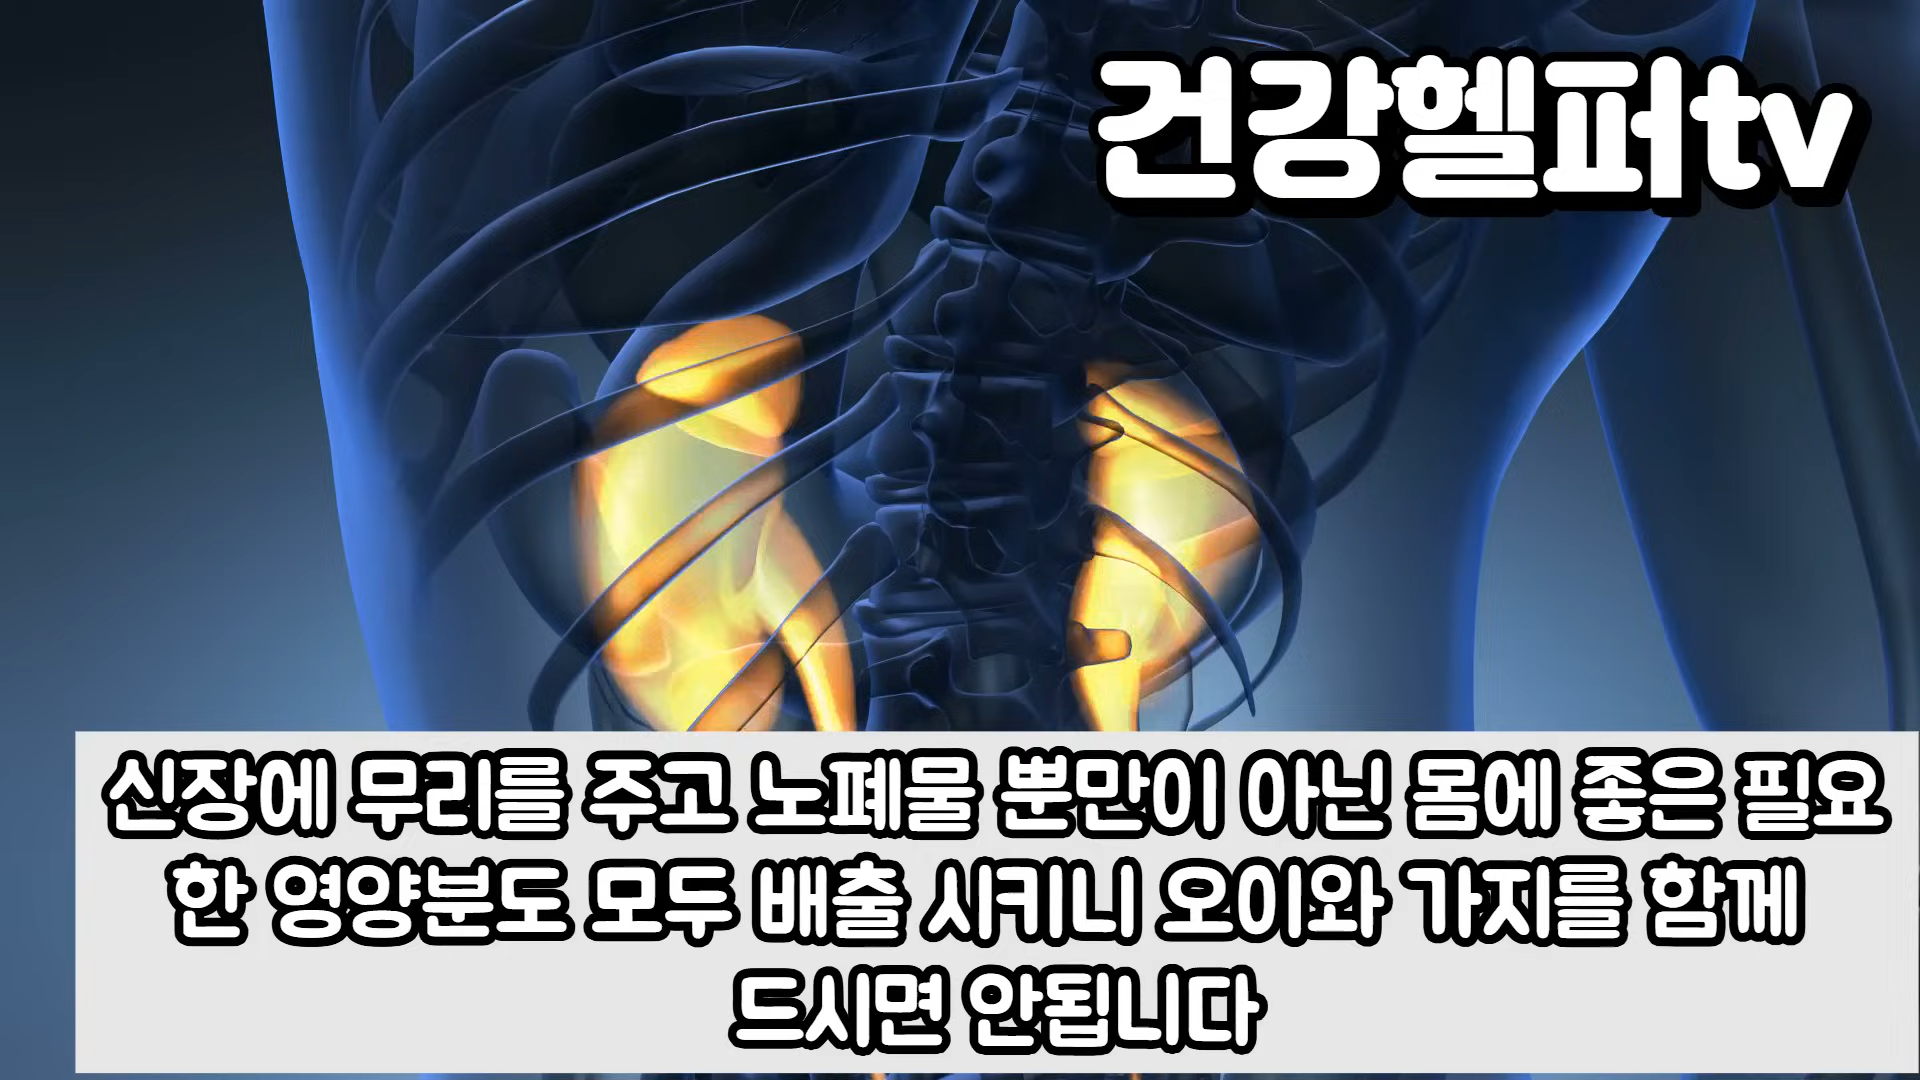 건강헬퍼tv
신장에 무리를 주고 노폐물 뿐만이 아닌 몸에 좋은 필요
한 영양분도 모두 배출 시키니 오이와 가지를 함께
드시면 안됩니다